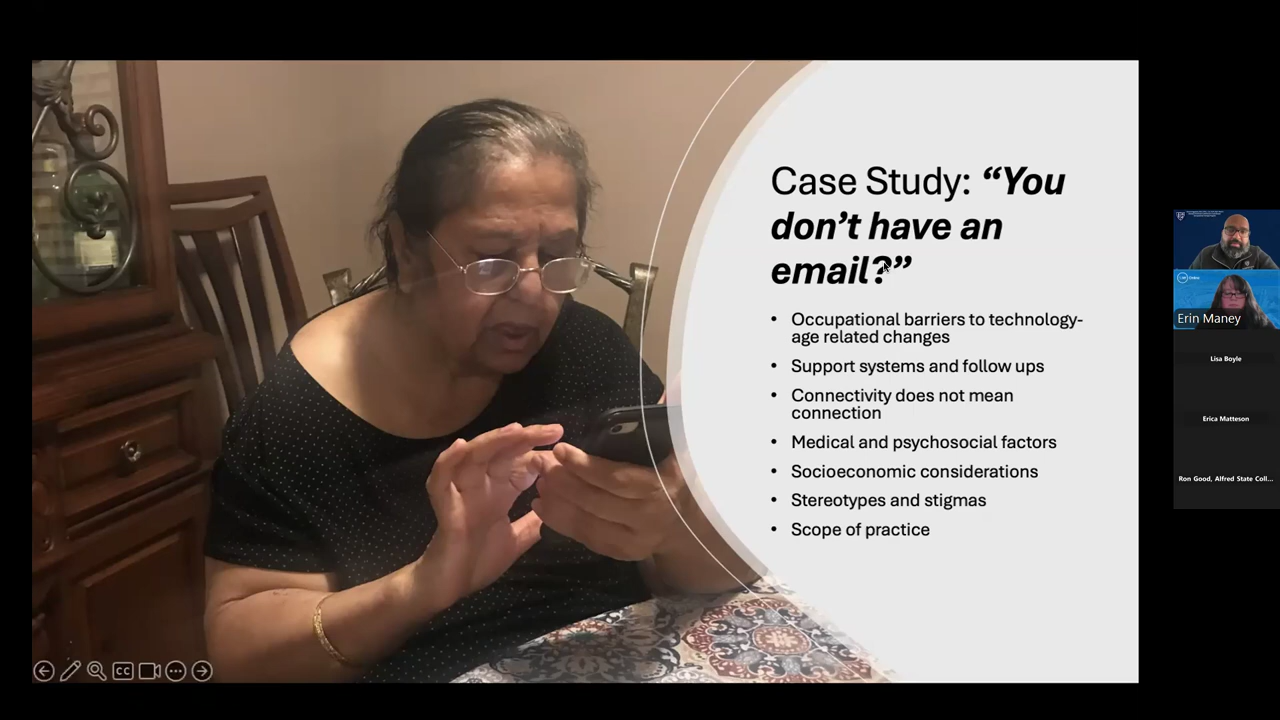 Case Study: “You
don’t have an
email?”
• Occupational barriers to technology-
age related changes
• Support systems and follow ups
• Connectivity does not mean
connection
• Medical and psychosocial factors
• Socioeconomic considerations
• Stereotypes and stigmas
• Scope of practice
CC
Erin Maney
Lisa Boyle
Erica Matteson
Ron Good, Alfred State Coll...